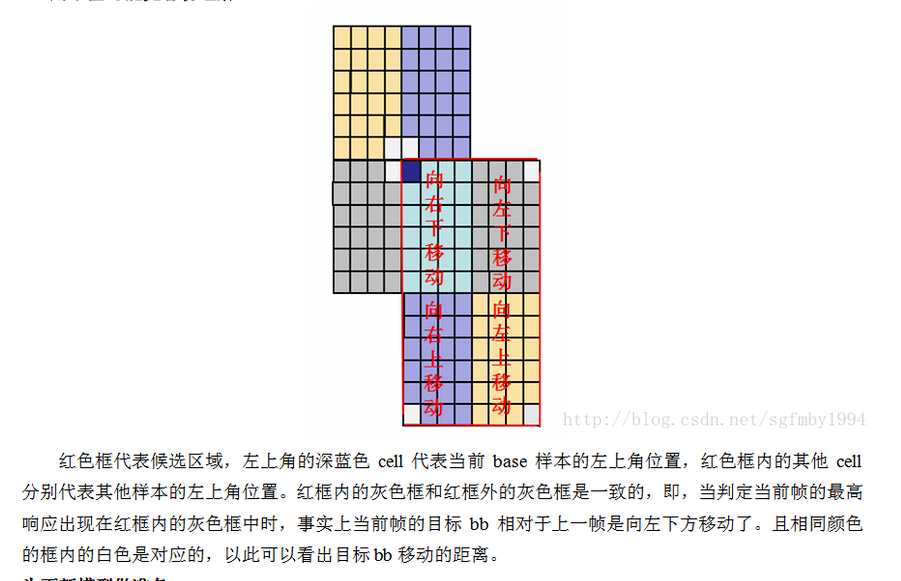 向右下移动
向左下移动
向右上移动
向左上移动
http://blog.csdn.net/sgfmby1994
红色框代表候选区域，左上角的深蓝色 cell 代表当前 base 样本的左上角位置，红色框内的其他 cell
分别代表其他样本的左上角位置。红框内的灰色框和红框外的灰色框是一致的，即，当判定当前帧的最高
响应出现在红框内的灰色框中时，事实上当前帧的目标 bb 相对于上一帧是向左下方移动了。且相同颜色
的框内的白色是对应的，以此可以看出目标 bb 移动的距离。